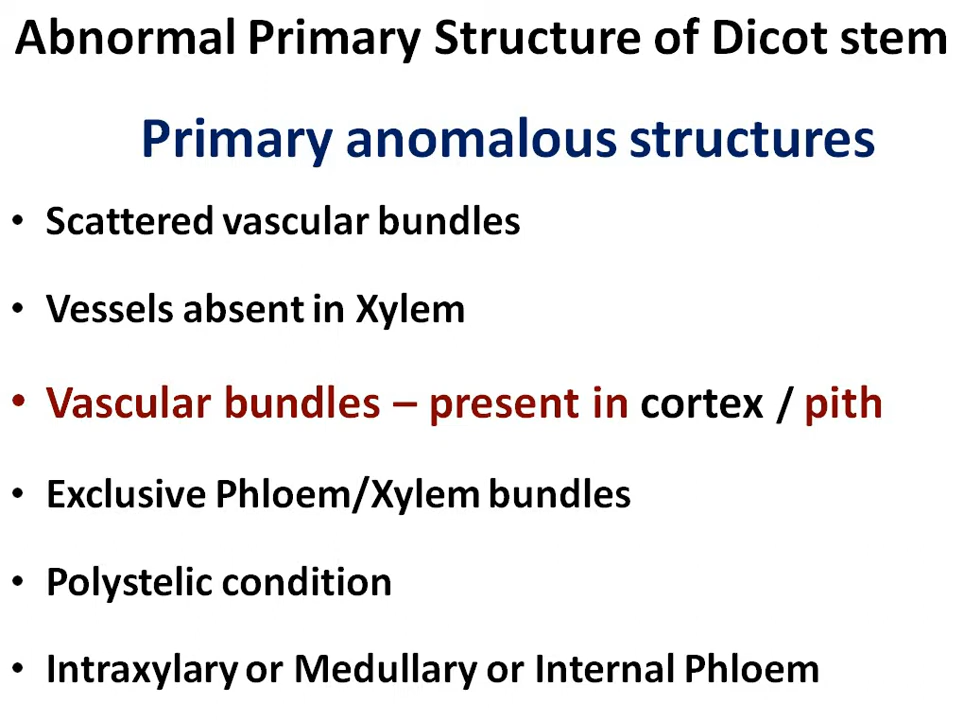 Abnormal Primary Structure of Dicot stem
Primary anomalous structures
• Scattered vascular bundles
• Vessels absent in Xylem
• Vascular bundles – present in cortex / pith
• Exclusive Phloem/Xylem bundles
• Polystelic condition
• Intraxylary or Medullary or Internal Phloem